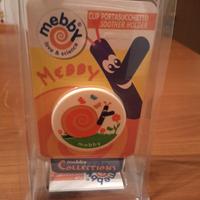 mebby
love & science
CLIP PORTASUCCHIETTO
SOOTHER HOLDER
MEBBY
mebby
mebby
COLLECTIONS